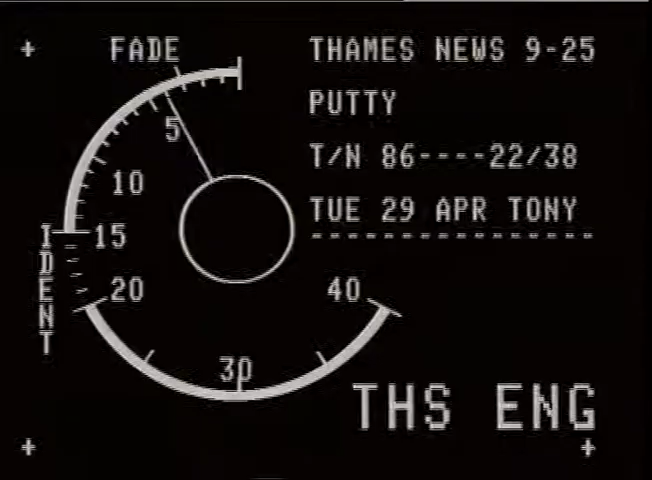 FADE
THAMES NEWS 9-25
PUTTY
5
T/N 86----22/38
10
TUE 29 APR TONY
----------------
IDENT
15
20
40
30
THS ENG